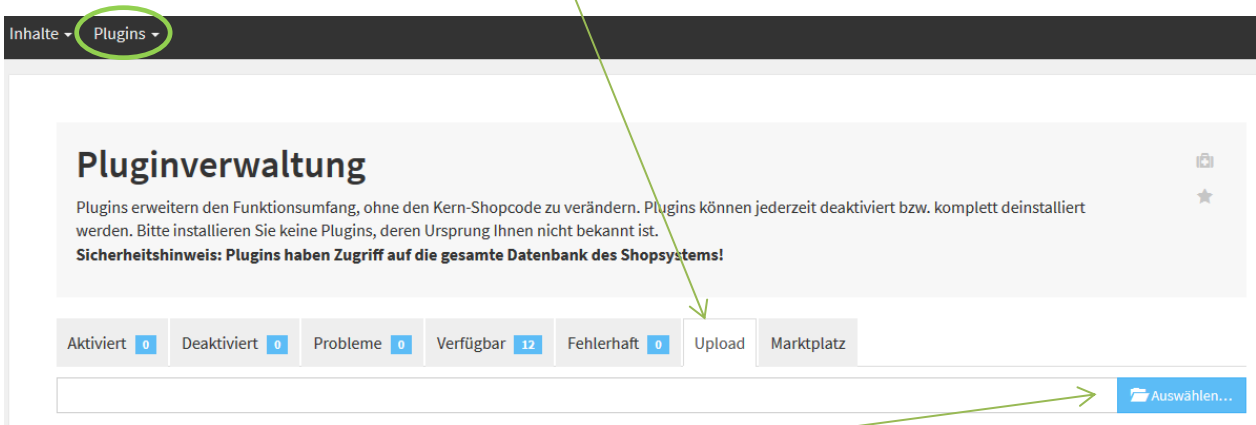 Inhalte Plugins
Pluginverwaltung
Plugins erweitern den Funktionsumfang, ohne den Kern-Shopcode zu verändern. Plugins können jederzeit deaktiviert bzw. komplett deinstalliert
werden. Bitte installieren Sie keine Plugins, deren Ursprung Ihnen nicht bekannt ist.
Sicherheitshinweis: Plugins haben Zugriff auf die gesamte Datenbank des Shopsystems!
Aktiviert 0 Deaktiviert 0 Probleme 0 Verfügbar 12 Fehlerhaft 0 Upload Marktplatz
Auswählen...